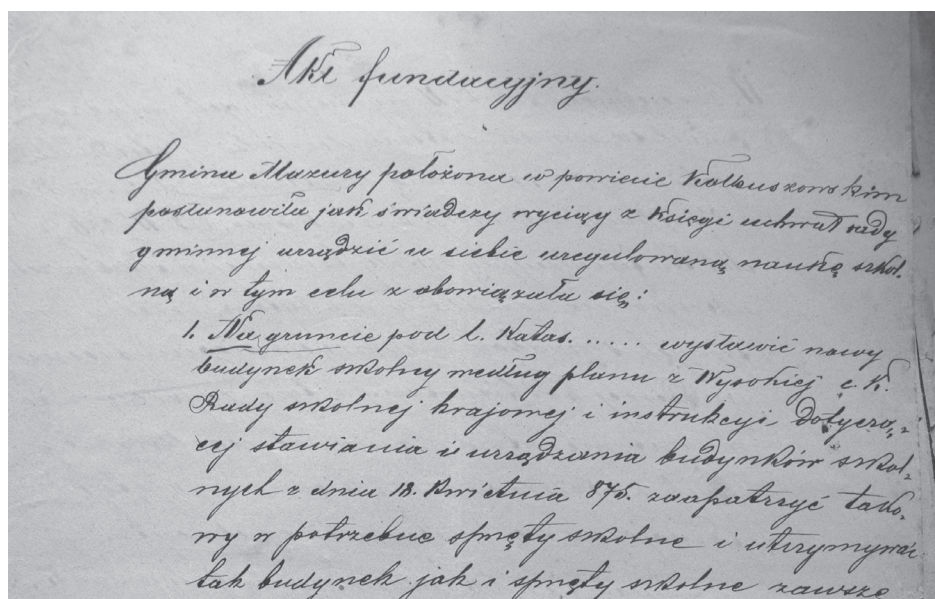 Akt fundacyjny.
Gmina Mazury położona w powiecie Kolbuszowskim
postanowiła jak świadczy wyciąg z Księgi uchwał rady
gminnej urządzić u siebie uregulowaną naukę szkol-
ną i w tym celu z obowiązała się:
1. Na gruncie pod l. Katas. ..... wystawić nowy
budynek szkolny według planu z Wysokiej c. K.
Rady szkolnej krajowej i instrukcyi dotyczą-
cej stawiania i urządzania budynków szkol-
nych z dnia 18. Kwietnia 875. zaopatrzyć tako-
wy w potrzebne sprzęty szkolne i utrzymywać
tak budynek jak i sprzęty szkolne zawsze